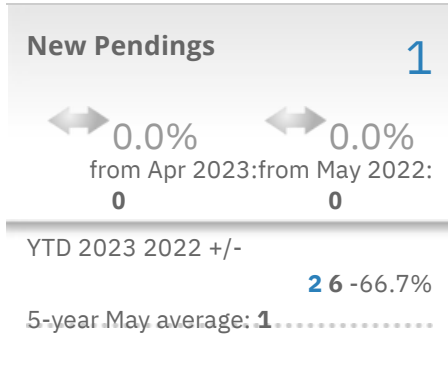 New Pendings
1
0.0% 0.0%
from Apr 2023:from May 2022:
0 0
YTD 2023 2022 +/-
2 6 -66.7%
5-year May average: 1